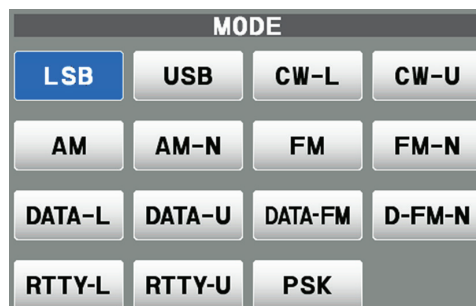 MODE
LSB USB CW-L CW-U
AM AM-N FM FM-N
DATA-L DATA-U DATA-FM D-FM-N
RTTY-L RTTY-U PSK